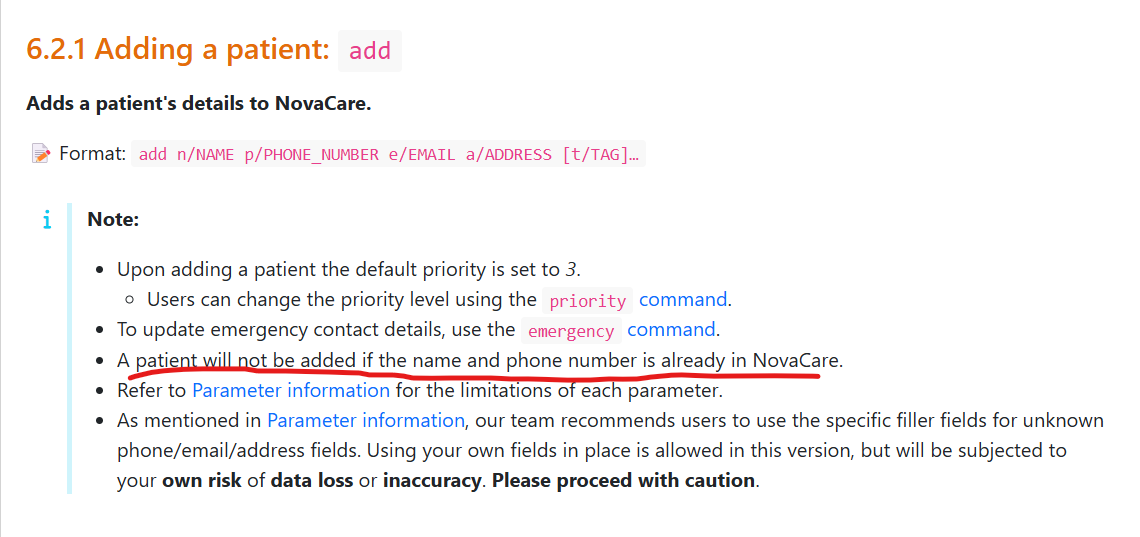 6.2.1 Adding a patient: add
Adds a patient's details to NovaCare.
Format: add n/NAME p/PHONE_NUMBER e/EMAIL a/ADDRESS [t/TAG]…
i Note:
• Upon adding a patient the default priority is set to 3.
◦ Users can change the priority level using the priority command.
• To update emergency contact details, use the emergency command.
• A patient will not be added if the name and phone number is already in NovaCare.
• Refer to Parameter information for the limitations of each parameter.
• As mentioned in Parameter information, our team recommends users to use the specific filler fields for unknown
phone/email/address fields. Using your own fields in place is allowed in this version, but will be subjected to
your own risk of data loss or inaccuracy. Please proceed with caution.